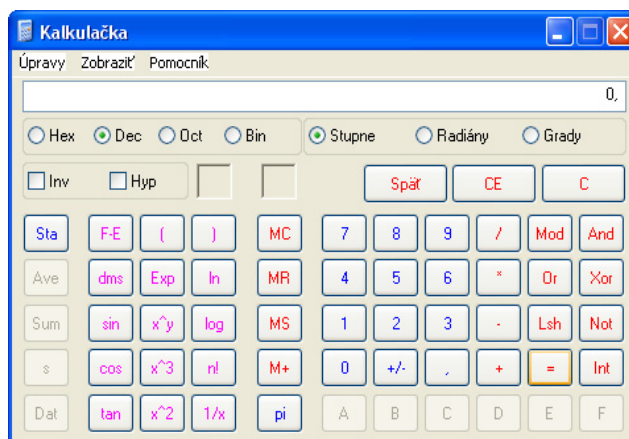 Kalkulačka
Úpravy Zobraziť Pomocník
0,
Hex Dec Oct Bin Stupne Radiány Grady
Inv Hyp Späť CE C
Sta F-E ( ) MC 7 8 9 / Mod And
Ave dms Exp ln MR 4 5 6 * Or Xor
Sum sin x^y log MS 1 2 3 - Lsh Not
s cos x^3 n! M+ 0 +/- , + = Int
Dat tan x^2 1/x pi A B C D E F